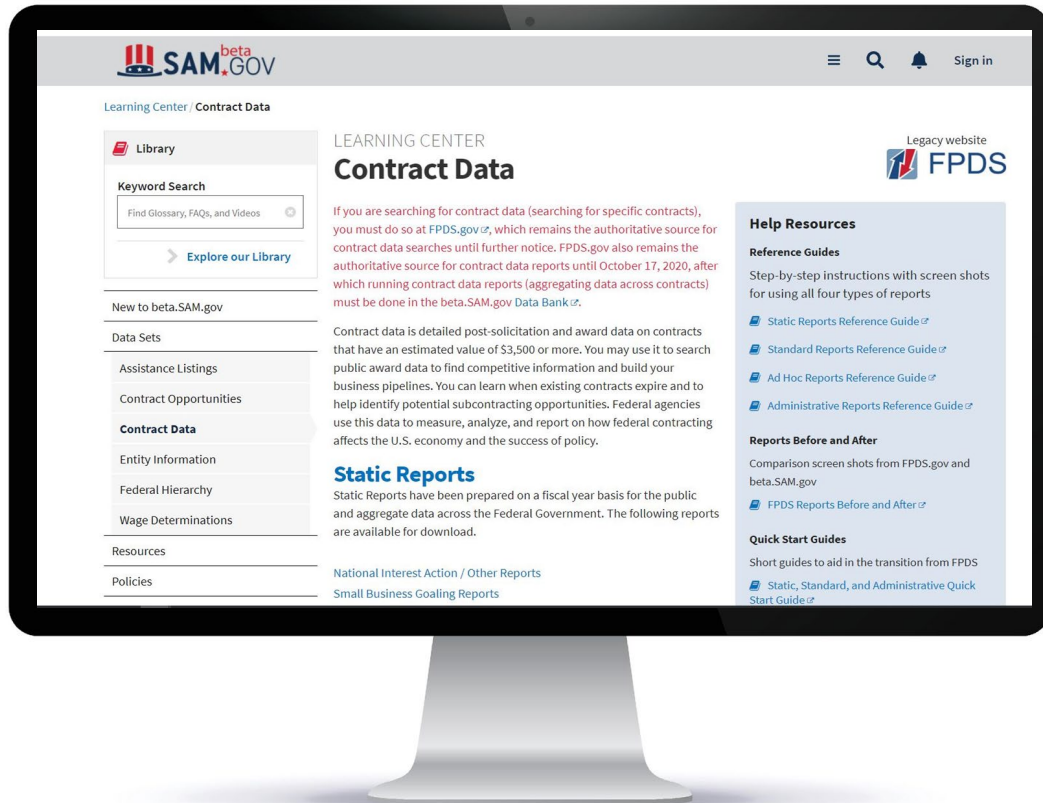 SAM.GOV beta
Sign in
Learning Center / Contract Data
Library
Keyword Search
Find Glossary, FAQs, and Videos
Explore our Library
New to beta.SAM.gov
Data Sets
Assistance Listings
Contract Opportunities
Contract Data
Entity Information
Federal Hierarchy
Wage Determinations
Resources
Policies
LEARNING CENTER
Contract Data
If you are searching for contract data (searching for specific contracts),
you must do so at FPDS.gov, which remains the authoritative source for
contract data searches until further notice. FPDS.gov also remains the
authoritative source for contract data reports until October 17, 2020, after
which running contract data reports (aggregating data across contracts)
must be done in the beta.SAM.gov Data Bank.
Contract data is detailed post-solicitation and award data on contracts
that have an estimated value of $3,500 or more. You may use it to search
public award data to find competitive information and build your
business pipelines. You can learn when existing contracts expire and to
help identify potential subcontracting opportunities. Federal agencies
use this data to measure, analyze, and report on how federal contracting
affects the U.S. economy and the success of policy.
Static Reports
Static Reports have been prepared on a fiscal year basis for the public
and aggregate data across the Federal Government. The following reports
are available for download.
National Interest Action / Other Reports
Small Business Goaling Reports
Legacy website
FPDS
Help Resources
Reference Guides
Step-by-step instructions with screen shots
for using all four types of reports
Static Reports Reference Guide
Standard Reports Reference Guide
Ad Hoc Reports Reference Guide
Administrative Reports Reference Guide
Reports Before and After
Comparison screen shots from FPDS.gov and
beta.SAM.gov
FPDS Reports Before and After
Quick Start Guides
Short guides to aid in the transition from FPDS
Static, Standard, and Administrative Quick
Start Guide